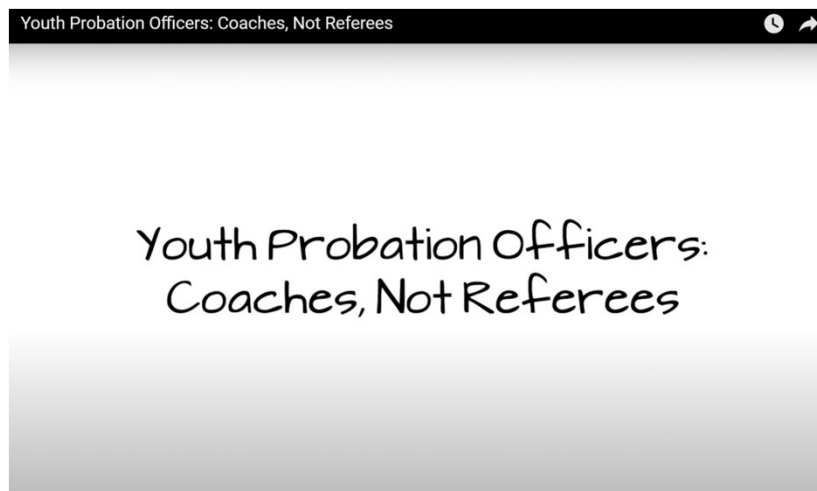 Youth Probation Officers: Coaches, Not Referees
Youth Probation Officers:
Coaches, Not Referees